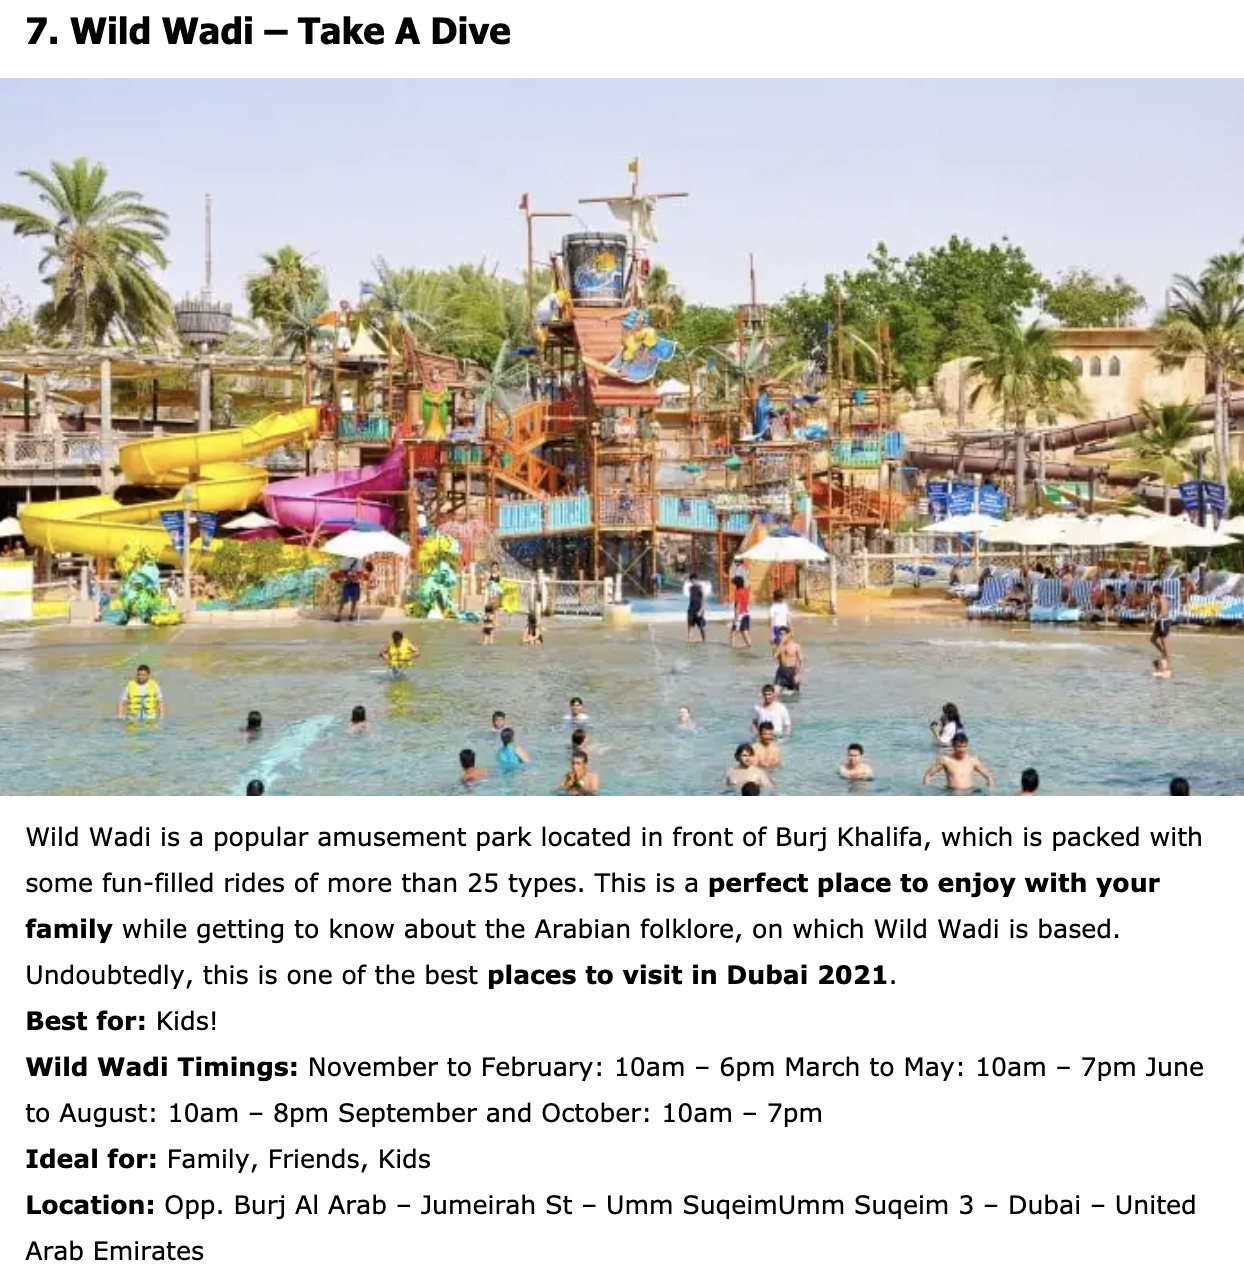 7. Wild Wadi – Take A Dive
Wild Wadi is a popular amusement park located in front of Burj Khalifa, which is packed with
some fun-filled rides of more than 25 types. This is a perfect place to enjoy with your
family while getting to know about the Arabian folklore, on which Wild Wadi is based.
Undoubtedly, this is one of the best places to visit in Dubai 2021.
Best for: Kids!
Wild Wadi Timings: November to February: 10am – 6pm March to May: 10am – 7pm June
to August: 10am – 8pm September and October: 10am – 7pm
Ideal for: Family, Friends, Kids
Location: Opp. Burj Al Arab – Jumeirah St – Umm SuqeimUmm Suqeim 3 – Dubai – United
Arab Emirates